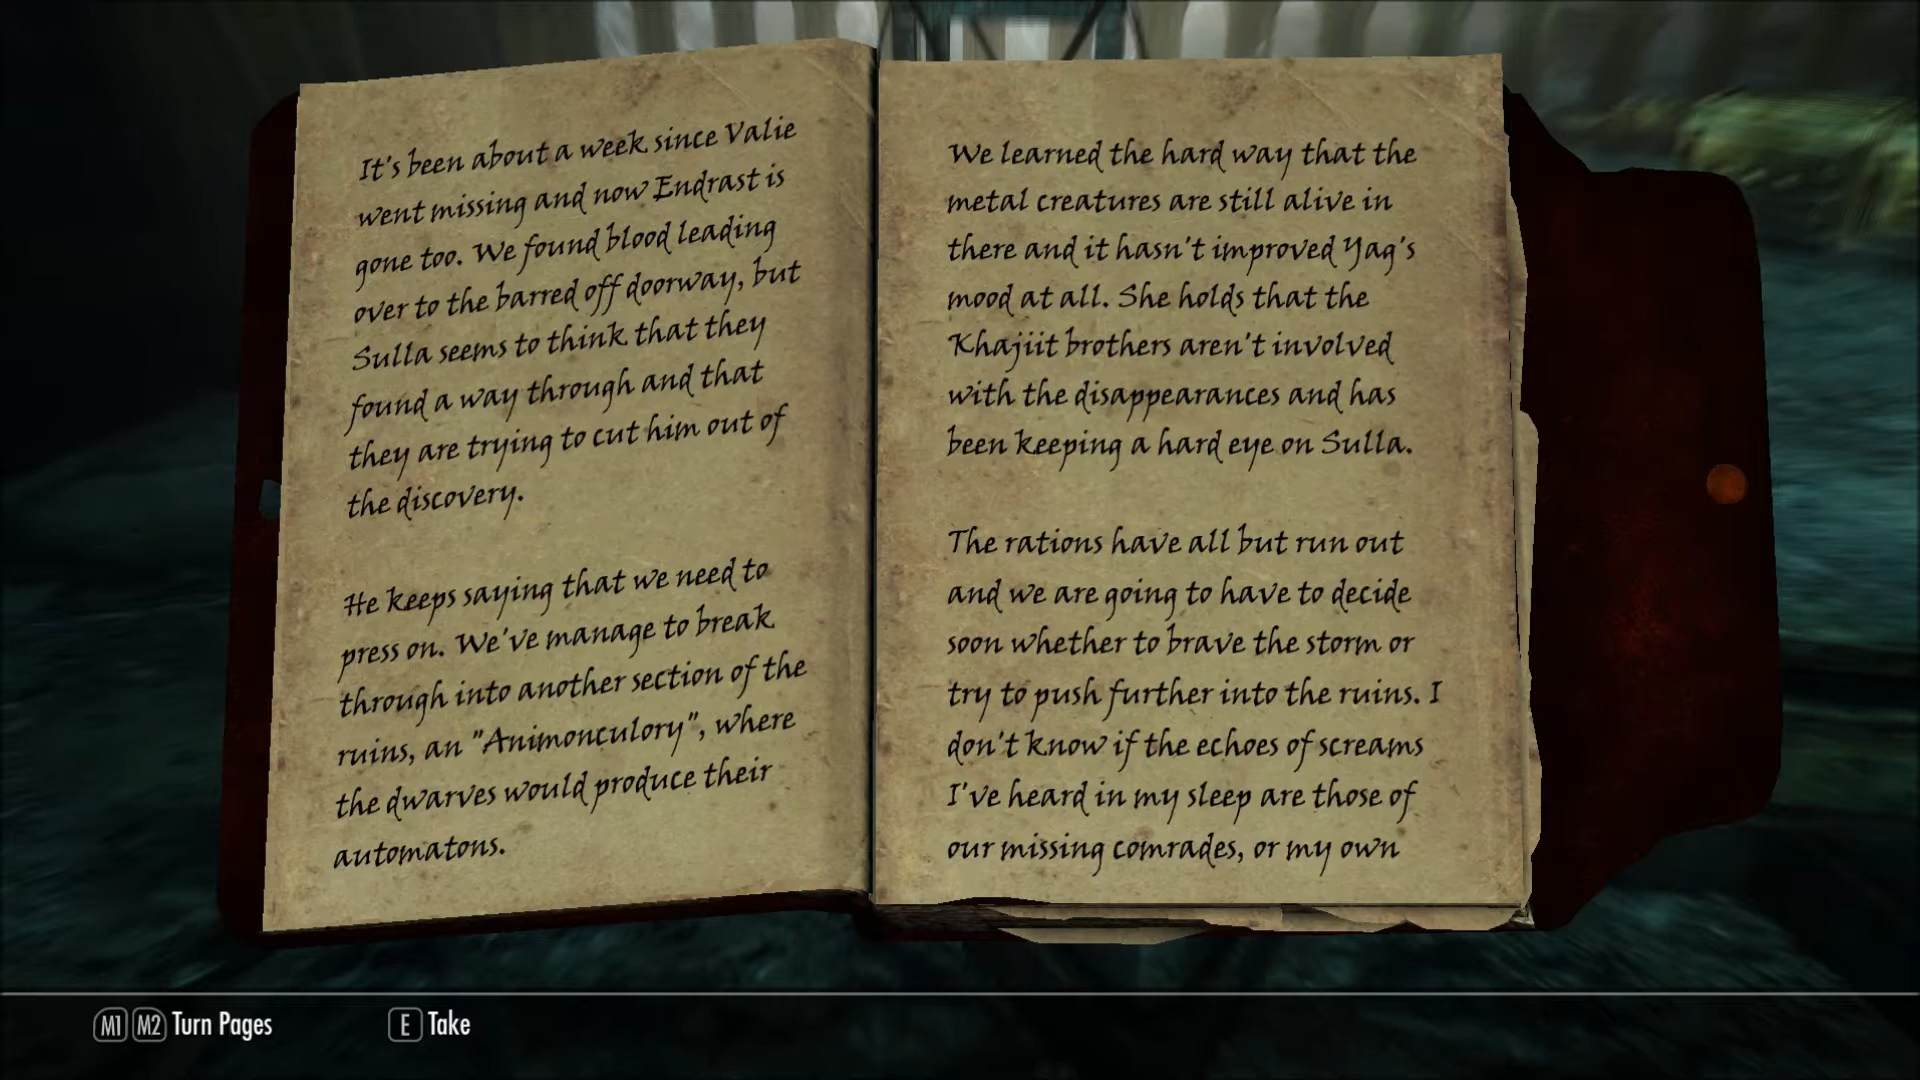 It's been about a week since Valie
went missing and now Endrast is
gone too. We found blood leading
over to the barred off doorway, but
Sulla seems to think that they
found a way through and that
they are trying to cut him out of
the discovery.
He keeps saying that we need to
press on. We've manage to break
through into another section of the
ruins, an "Animonculory", where
the dwarves would produce their
automatons.
We learned the hard way that the
metal creatures are still alive in
there and it hasn't improved Yag's
mood at all. She holds that the
Khajiit brothers aren't involved
with the disappearances and has
been keeping a hard eye on Sulla.
The rations have all but run out
and we are going to have to decide
soon whether to brave the storm or
try to push further into the ruins. I
don't know if the echoes of screams
I've heard in my sleep are those of
our missing comrades, or my own
M1 M2 Turn Pages
E Take